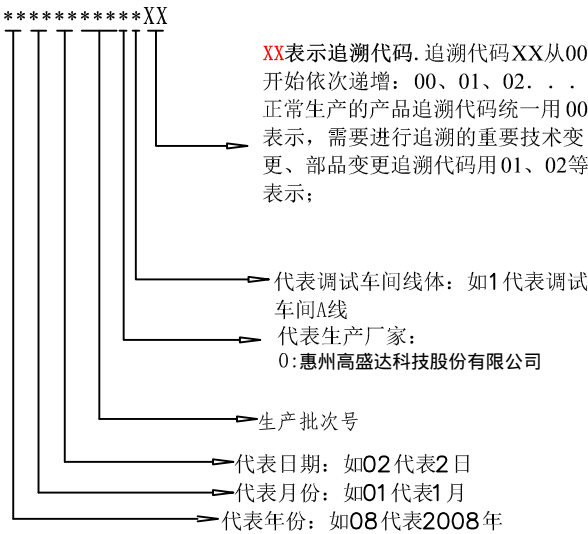 ***********XX
XX表示追溯代码.追溯代码XX从00
开始依次递增：00、01、02．．．
正常生产的产品追溯代码统一用00
表示，需要进行追溯的重要技术变
更、部品变更追溯代码用01、02等
表示；
代表调试车间线体：如1代表调试
车间A线
代表生产厂家：
0:惠州高盛达科技股份有限公司
生产批次号
代表日期：如02代表2日
代表月份：如01代表1月
代表年份：如08代表2008年